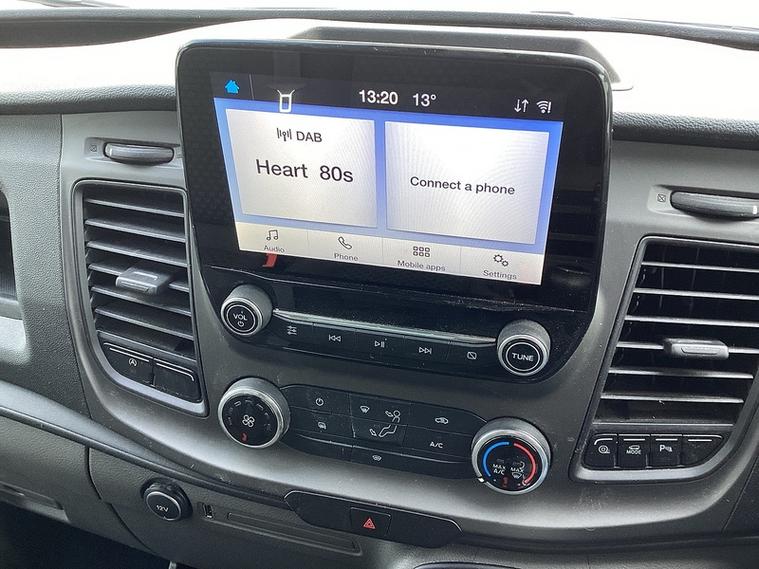 13:20 13°
DAB
Heart 80s
Connect a phone
Audio
Phone
Mobile apps
Settings
VOL
TUNE
A/C
MAX
A/C
MAX
MODE
P
12V
A